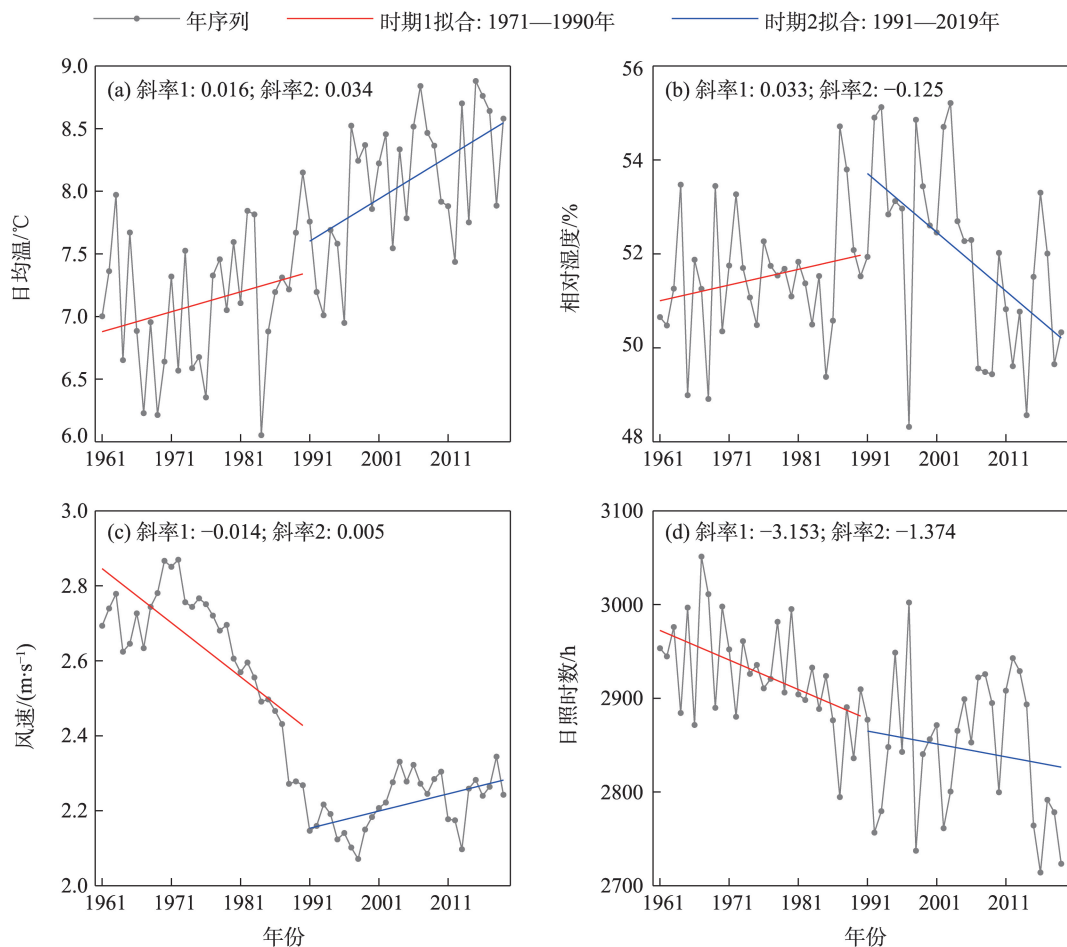 年序列 时期1拟合: 1971—1990年 时期2拟合: 1991—2019年
(a) 斜率1: 0.016; 斜率2: 0.034
日均温/℃
9.0
8.5
8.0
7.5
7.0
6.5
6.0
1961 1971 1981 1991 2001 2011
(b) 斜率1: 0.033; 斜率2: −0.125
相对湿度/%
56
54
52
50
48
1961 1971 1981 1991 2001 2011
(c) 斜率1: −0.014; 斜率2: 0.005
风速/(m·s⁻¹)
3.0
2.8
2.6
2.4
2.2
2.0
1961 1971 1981 1991 2001 2011
年份
(d) 斜率1: −3.153; 斜率2: −1.374
日照时数/h
3100
3000
2900
2800
2700
1961 1971 1981 1991 2001 2011
年份